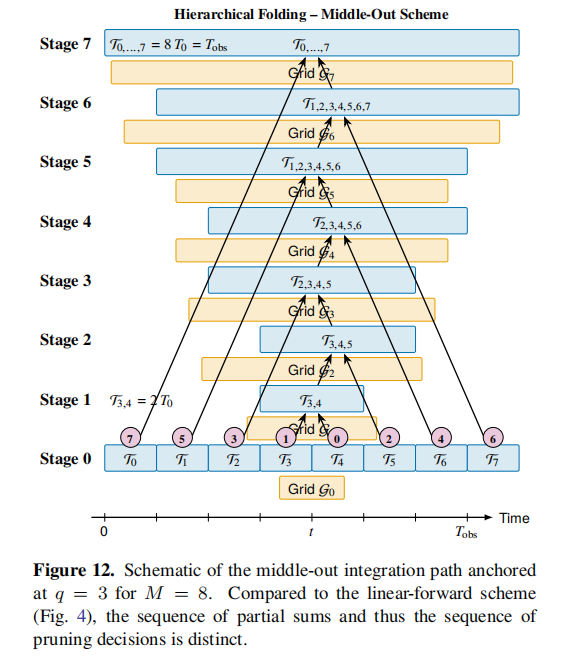 Hierarchical Folding – Middle-Out Scheme
Stage 7 𝒯0,...,7 = 8 T0 = Tobs 𝒯0,...,7
Grid 𝒢7
Stage 6 𝒯1,2,3,4,5,6,7
Grid 𝒢6
Stage 5 𝒯1,2,3,4,5,6
Grid 𝒢5
Stage 4 𝒯2,3,4,5,6
Grid 𝒢4
Stage 3 𝒯2,3,4,5
Grid 𝒢3
Stage 2 𝒯3,4,5
Grid 𝒢2
Stage 1 𝒯3,4 = 2 T0 𝒯3,4
Grid 𝒢
7 5 3 1 0 2 4 6
Stage 0 𝒯0 𝒯1 𝒯2 𝒯3 𝒯4 𝒯5 𝒯6 𝒯7
Grid 𝒢0
Time
0 t Tobs
Figure 12. Schematic of the middle-out integration path anchored
at q = 3 for M = 8. Compared to the linear-forward scheme
(Fig. 4), the sequence of partial sums and thus the sequence of
pruning decisions is distinct.